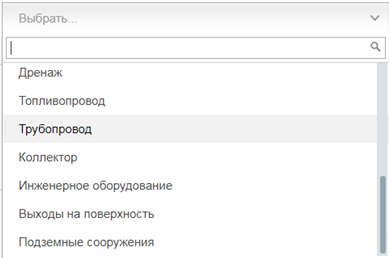 Выбрать...
Дренаж
Топливопровод
Трубопровод
Коллектор
Инженерное оборудование
Выходы на поверхность
Подземные сооружения